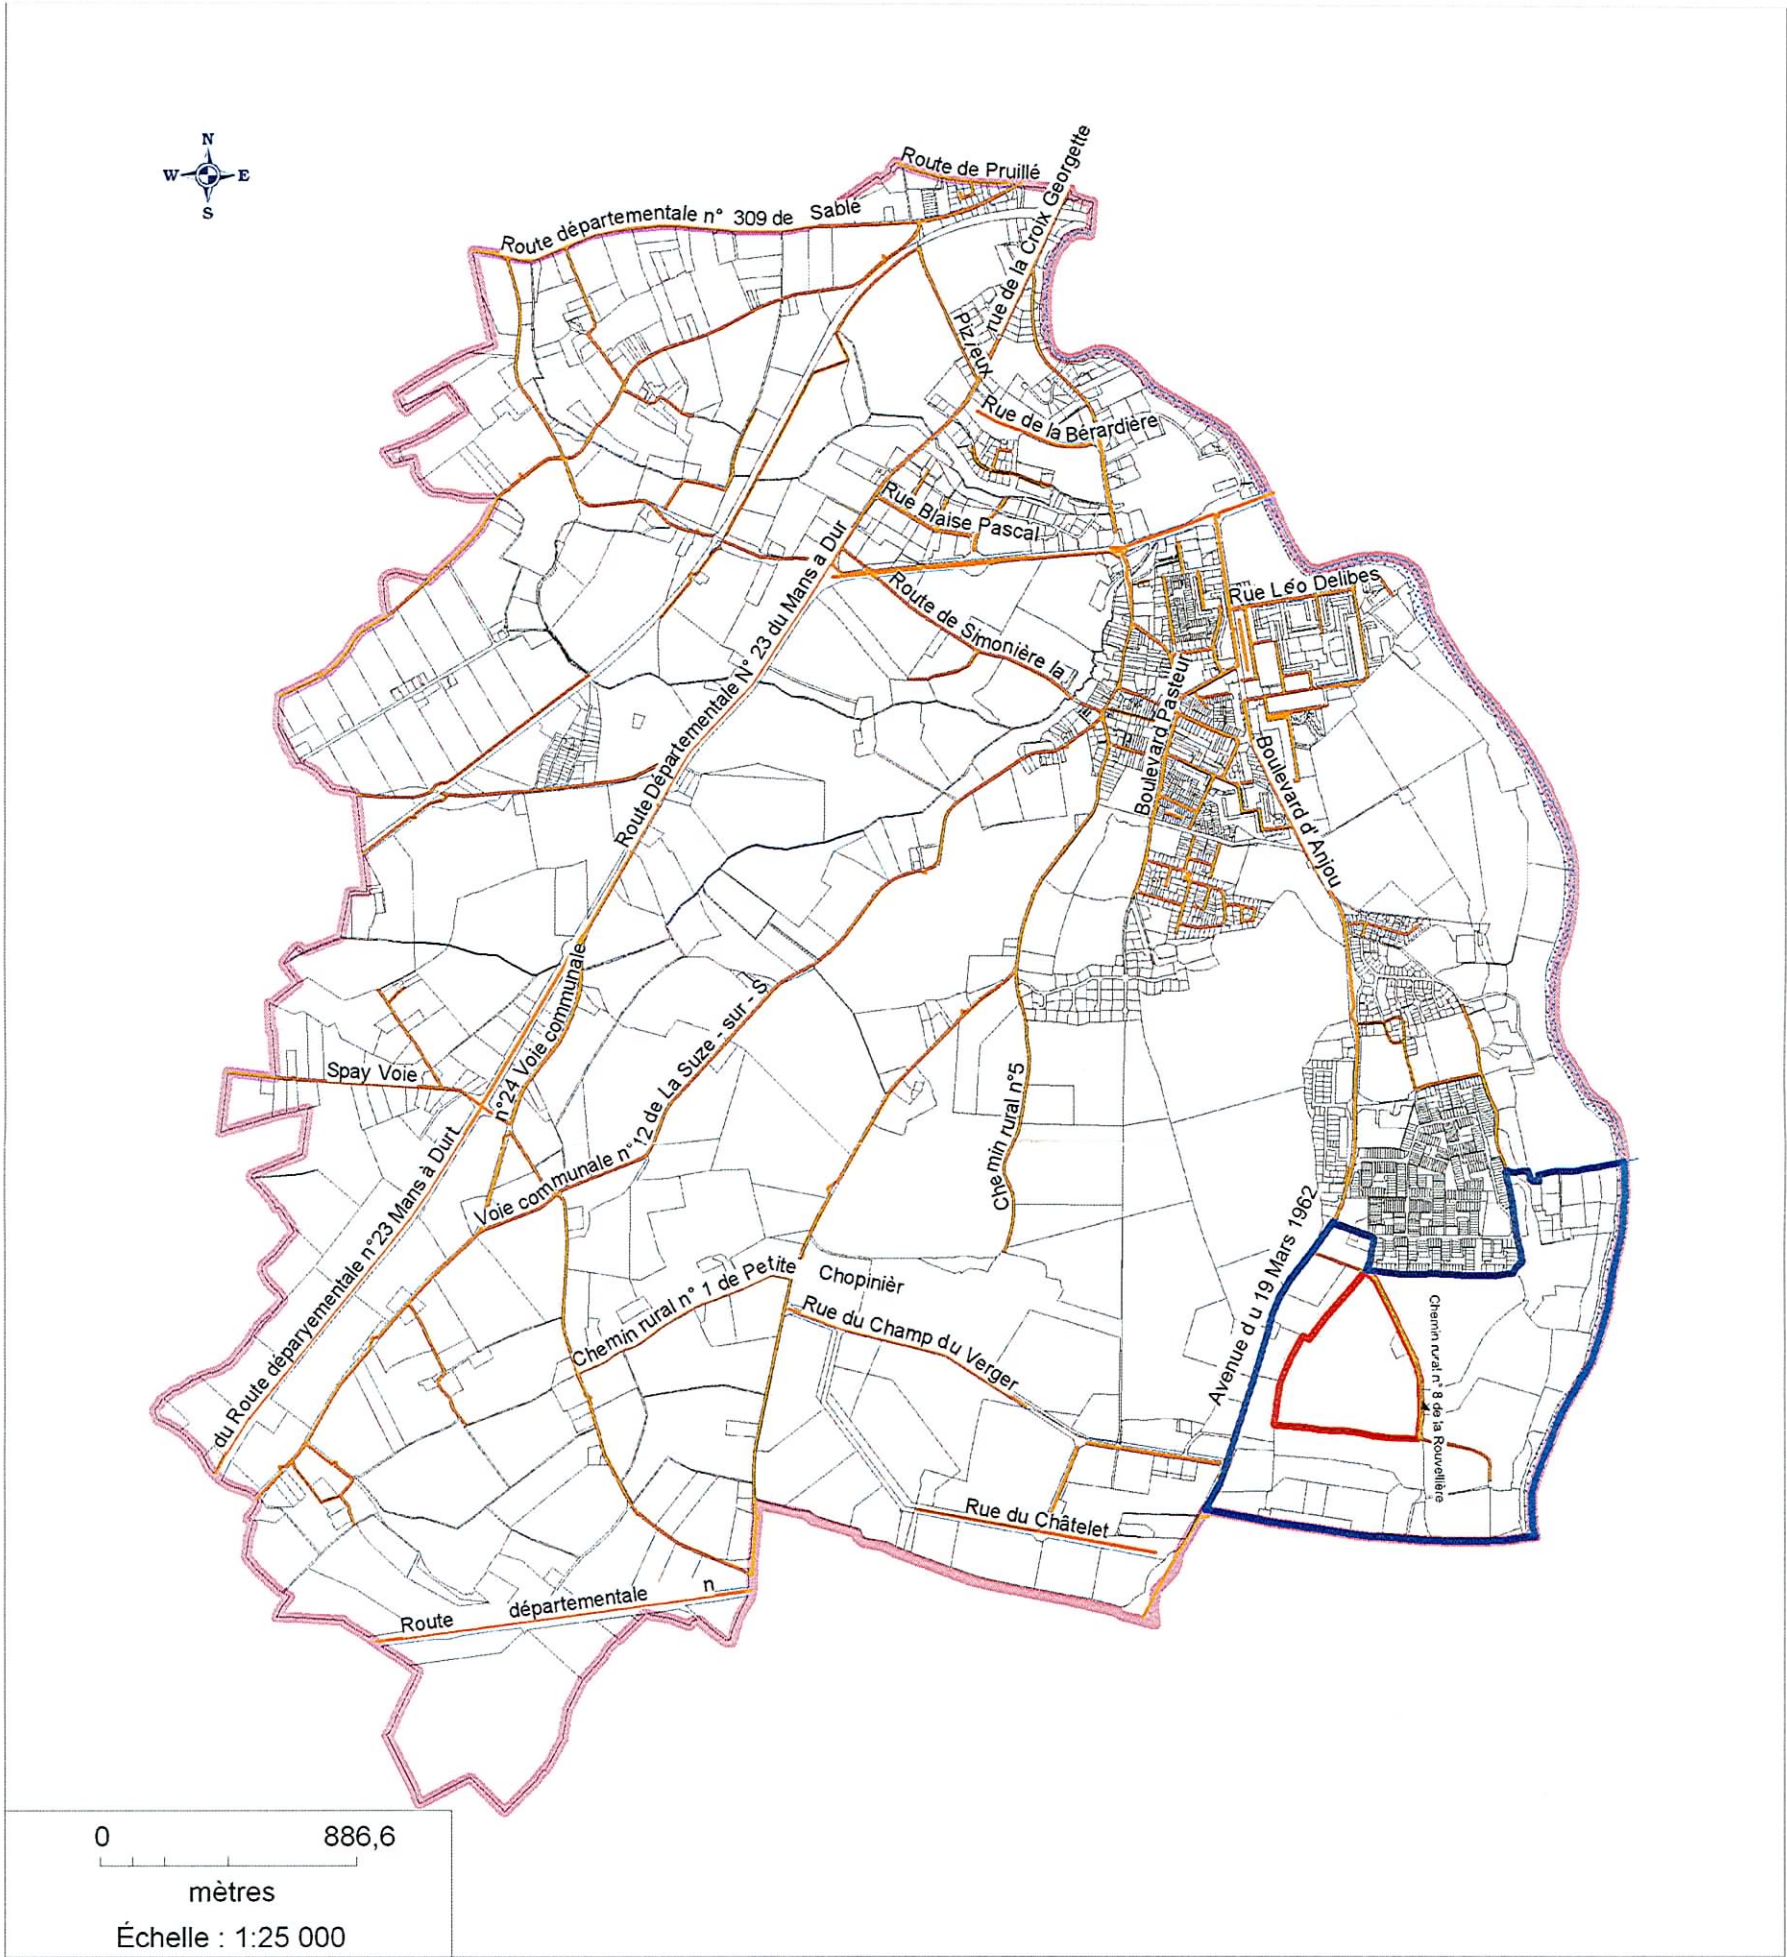 N
W E
S
Route de Pruillé
rue de la Croix Georgette
Route départementale n° 309 de Sablé
Pizieux
Rue de la Bérardière
Rue Blaise Pascal
Rue Léo Delibes
Route de Simonière la
Route Départementale N° 23 du Mans a Dur
Boulevard Pasteur
Boulevard d'Anjou
n°24 Voie communale
Spay Voie
Voie communale n°12 de La Suze - sur - S
Chemin rural n°5
du Route départementale n°23 Mans à Durt
Avenue du 19 Mars 1962
Chemin rural n° 1 de Petite Chopinièr
Rue du Champ du Verger
Chemin rural n° 8 de la Rouvellière
Rue du Châtelet
Route départementale n
0 886,6
mètres
Échelle : 1:25 000